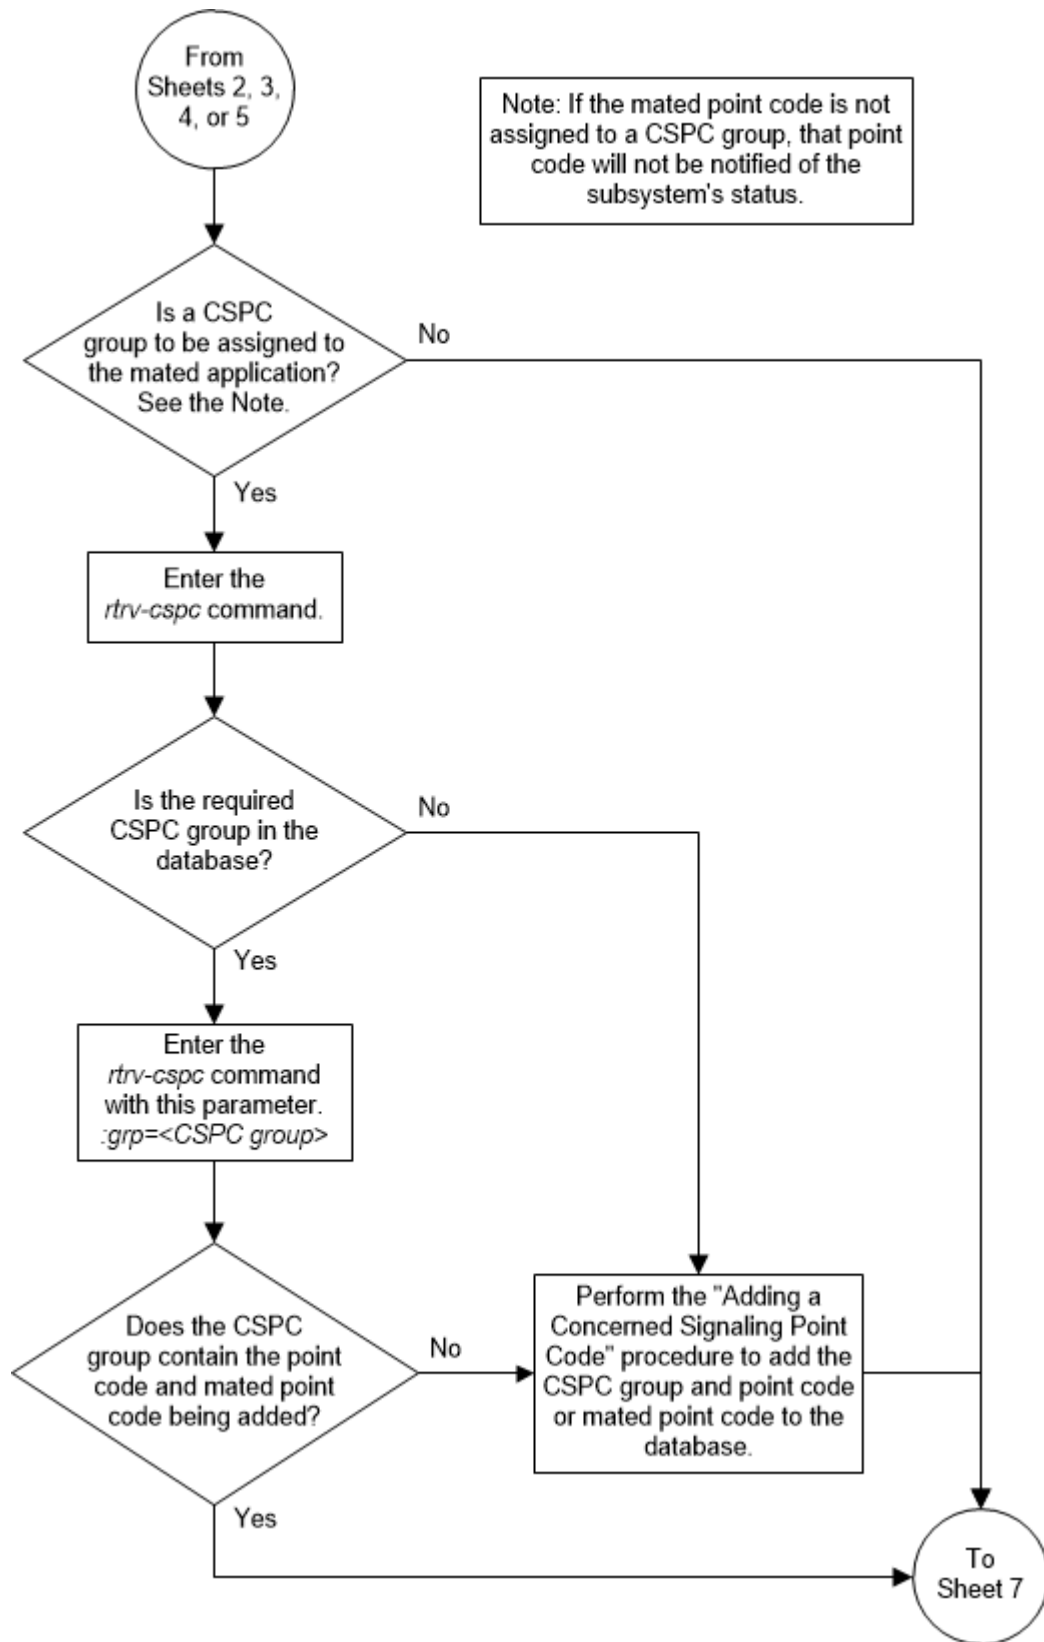 From
Sheets 2, 3,
4, or 5
Note: If the mated point code is not
assigned to a CSPC group, that point
code will not be notified of the
subsystem's status.
Is a CSPC
group to be assigned to
the mated application?
See the Note.
No
Yes
Enter the
rtrv-cspc command.
Is the required
CSPC group in the
database?
No
Yes
Enter the
rtrv-cspc command
with this parameter.
:grp=<CSPC group>
Does the CSPC
group contain the point
code and mated point
code being added?
No
Perform the "Adding a
Concerned Signaling Point
Code" procedure to add the
CSPC group and point code
or mated point code to the
database.
Yes
To
Sheet 7